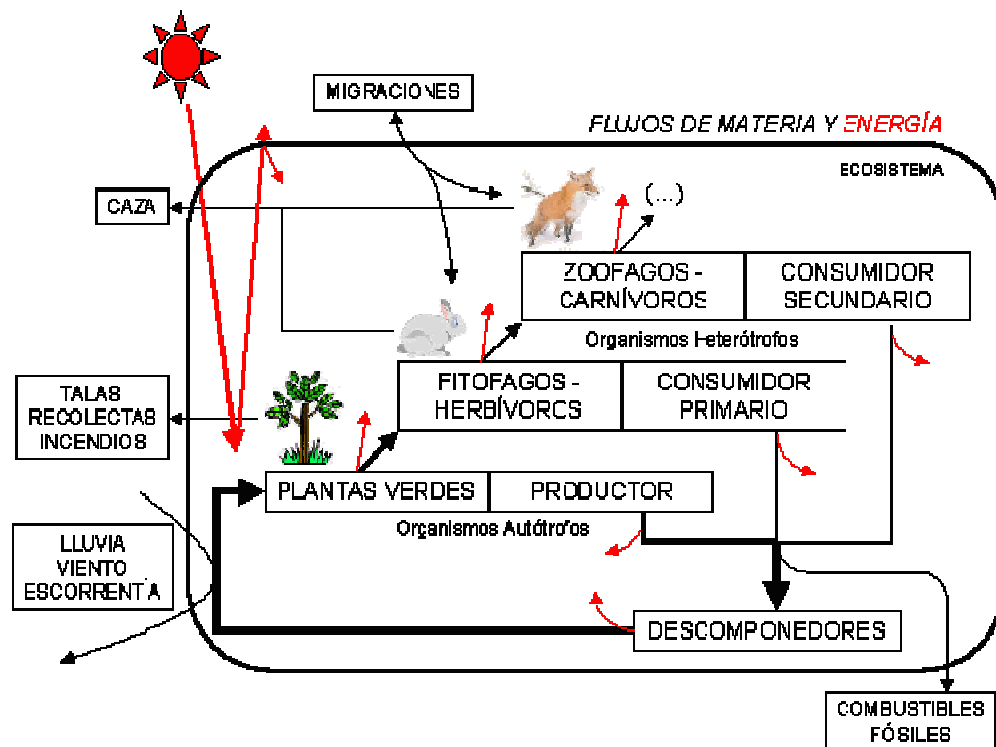 MIGRACIONES
FLUJOS DE MATERIA Y ENERGÍA
ECOSISTEMA
CAZA
(...)
ZOOFAGOS -
CARNÍVOROS
CONSUMIDOR
SECUNDARIO
Organismos Heterótrofos
TALAS
RECOLECTAS
INCENDIOS
FITOFAGOS -
HERBÍVOROS
CONSUMIDOR
PRIMARIO
PLANTAS VERDES
PRODUCTOR
Organismos Autótrofos
LLUVIA
VIENTO
ESCORRENTÍA
DESCOMPONEDORES
COMBUSTIBLES
FÓSILES